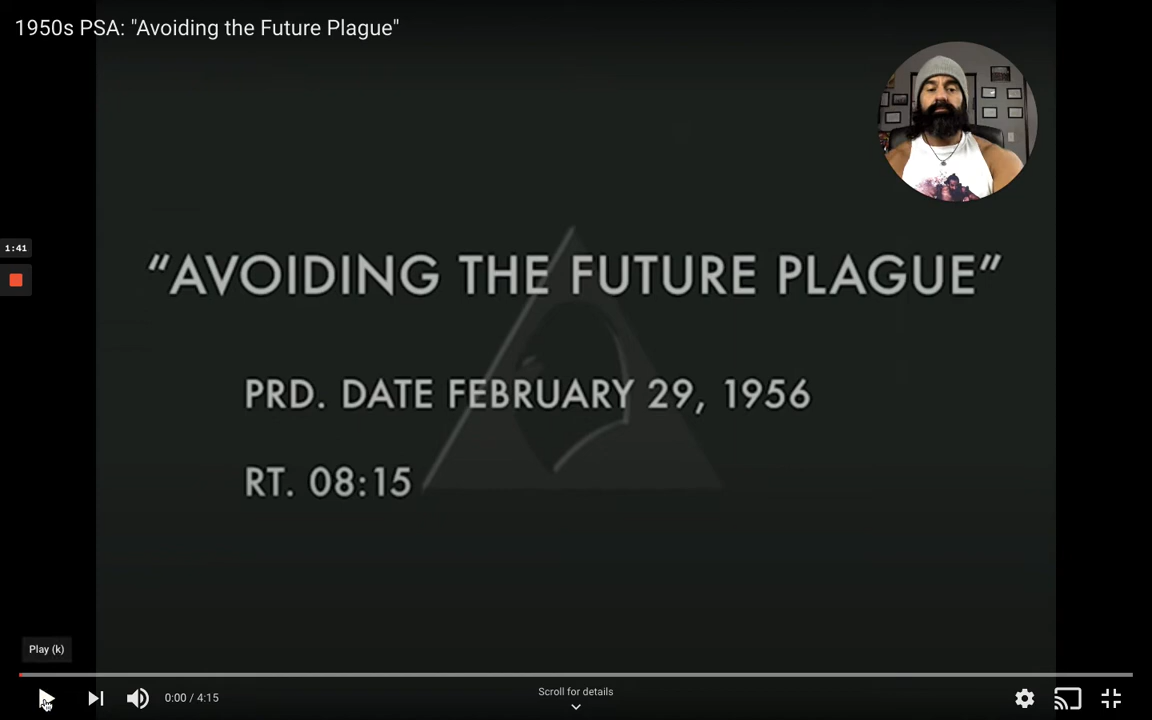 1950s PSA: "Avoiding the Future Plague"
1:41
“AVOIDING THE FUTURE PLAGUE”
PRD. DATE FEBRUARY 29, 1956
RT. 08:15
Play (k)
0:00 / 4:15
Scroll for details